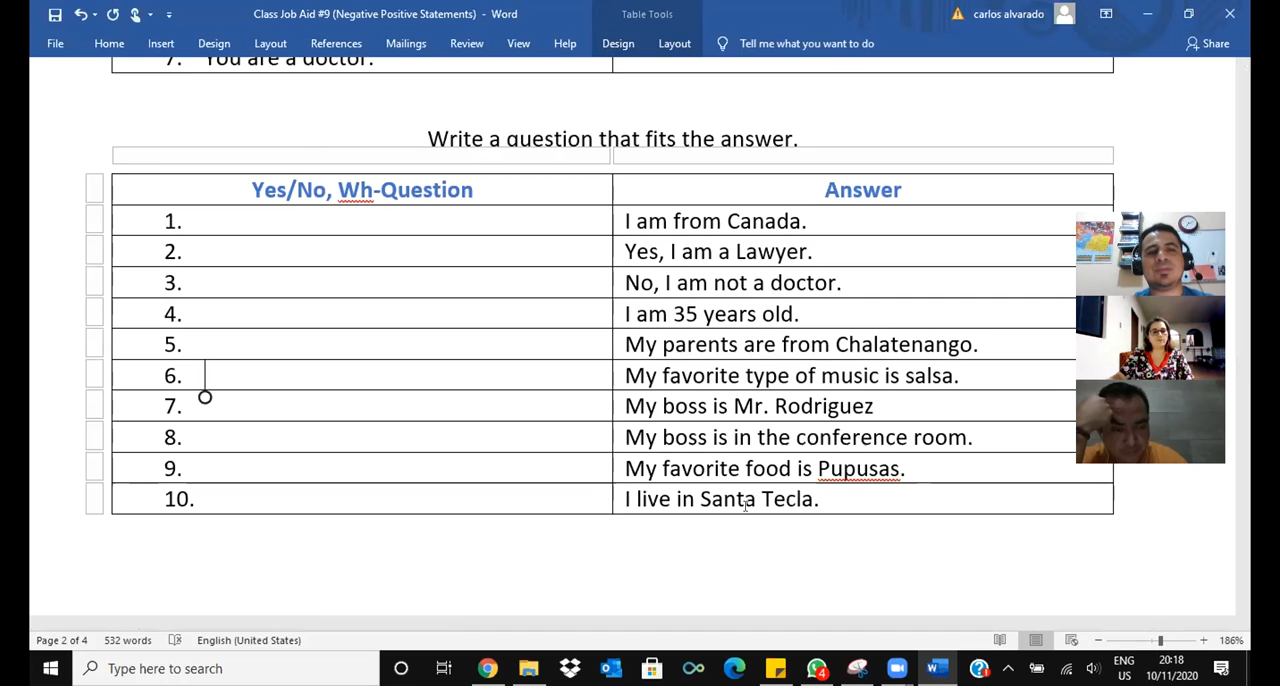 Class Job Aid #9 (Negative Positive Statements) - Word
Table Tools
carlos alvarado
File Home Insert Design Layout References Mailings Review View Help Design Layout Tell me what you want to do Share
7. You are a doctor.
Write a question that fits the answer.
Yes/No, Wh-Question Answer
1. I am from Canada.
2. Yes, I am a Lawyer.
3. No, I am not a doctor.
4. I am 35 years old.
5. My parents are from Chalatenango.
6. My favorite type of music is salsa.
7. My boss is Mr. Rodriguez
8. My boss is in the conference room.
9. My favorite food is Pupusas.
10. I live in Santa Tecla.
Page 2 of 4 532 words English (United States) 186%
Type here to search 4 ENG 20:18
US 10/11/2020